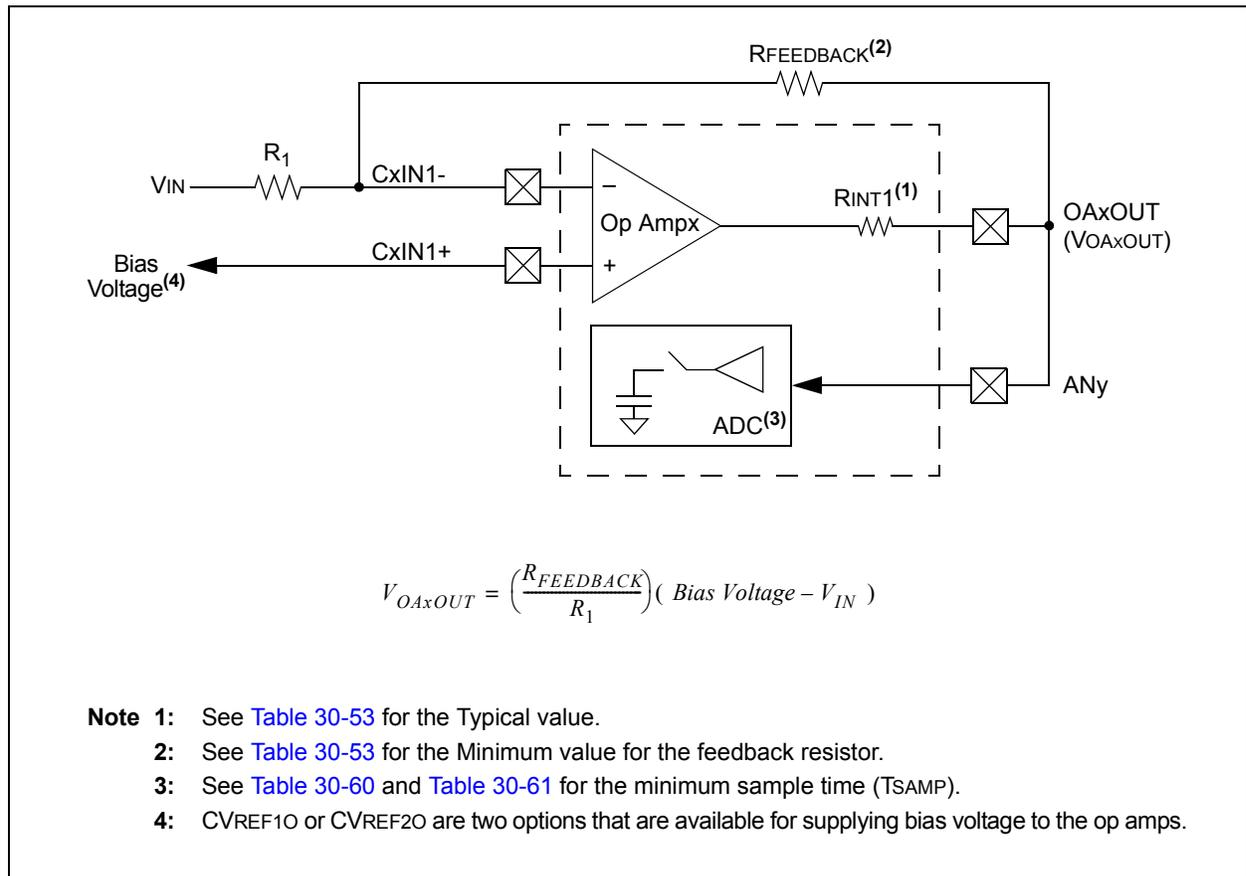 RFEEDBACK(2)
R1
VIN
CxIN1-
–
Op Ampx
RINT1(1)
OAxOUT
(VOAxOUT)
CxIN1+
+
Bias
Voltage(4)
ADC(3)
ANy
VOAxOUT = (RFEEDBACK / R1) ( Bias Voltage – VIN )
Note 1: See Table 30-53 for the Typical value.
2: See Table 30-53 for the Minimum value for the feedback resistor.
3: See Table 30-60 and Table 30-61 for the minimum sample time (TSAMP).
4: CVREF1O or CVREF2O are two options that are available for supplying bias voltage to the op amps.